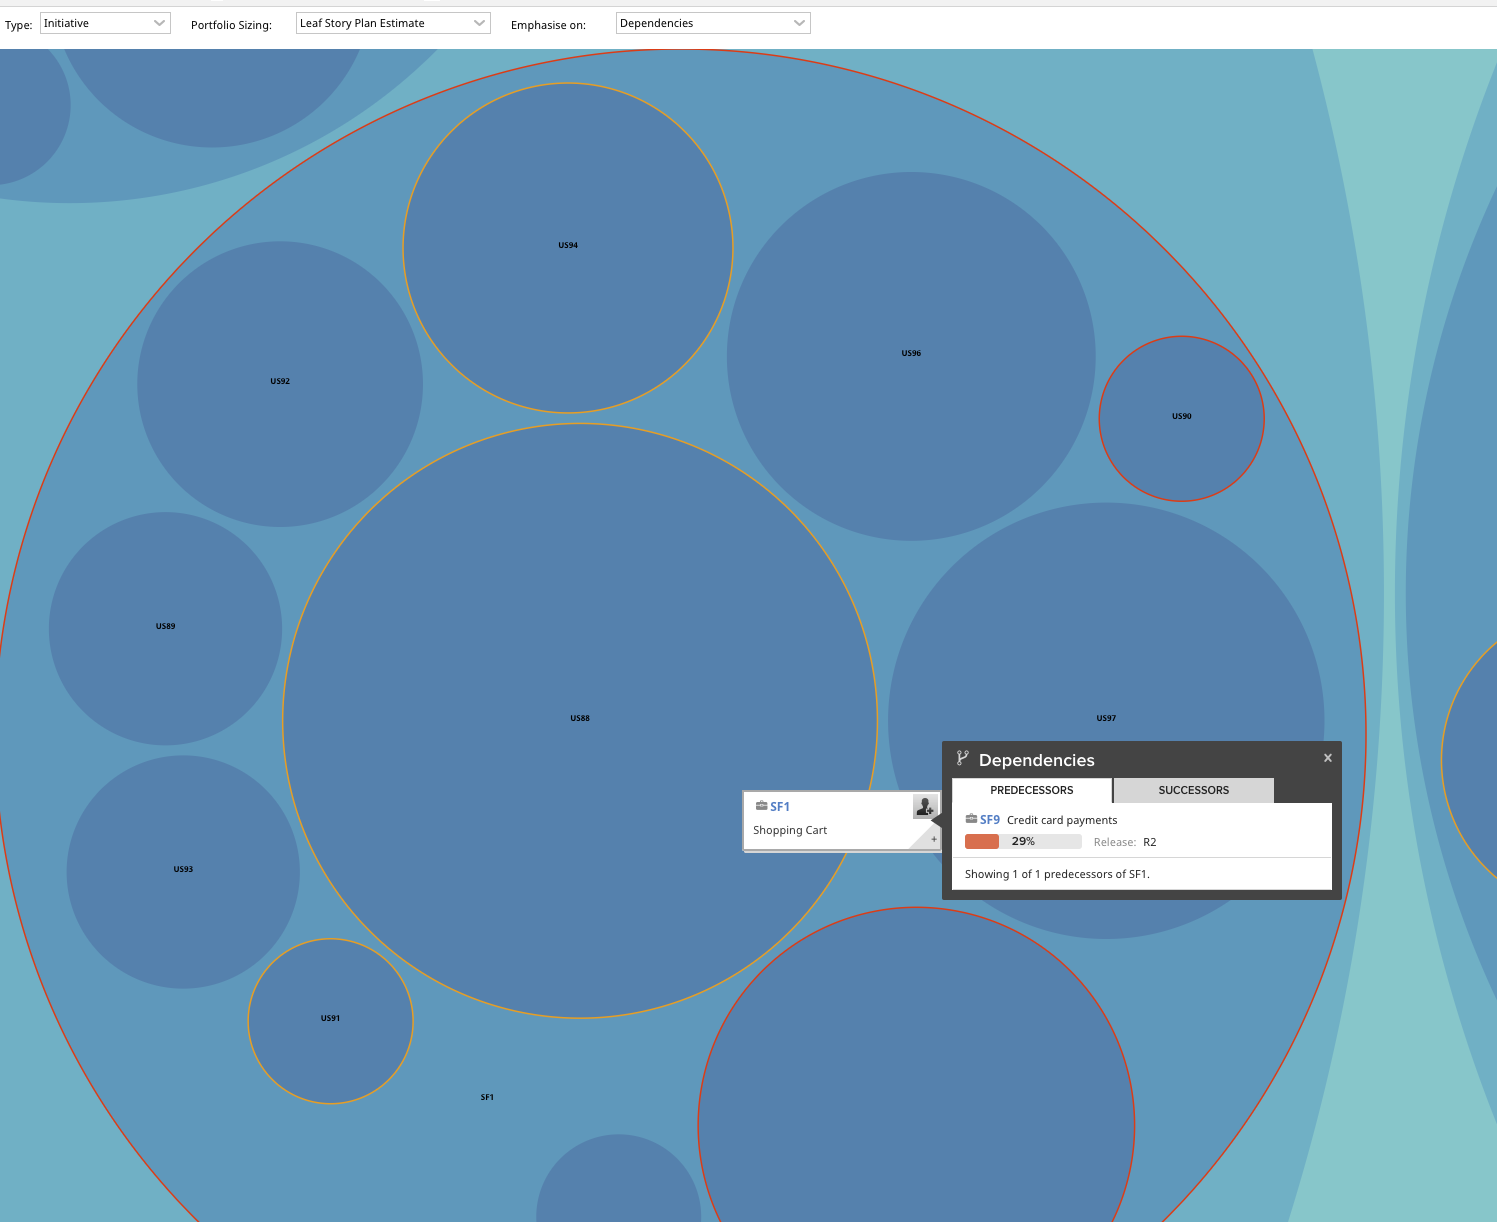 Type: Initiative Portfolio Sizing: Leaf Story Plan Estimate Emphasise on: Dependencies
US94
US96
US92
US90
US89
US88
US97
Dependencies ×
PREDECESSORS SUCCESSORS
SF1
Shopping Cart
+
SF9 Credit card payments
29% Release: R2
Showing 1 of 1 predecessors of SF1.
US93
US91
SF1